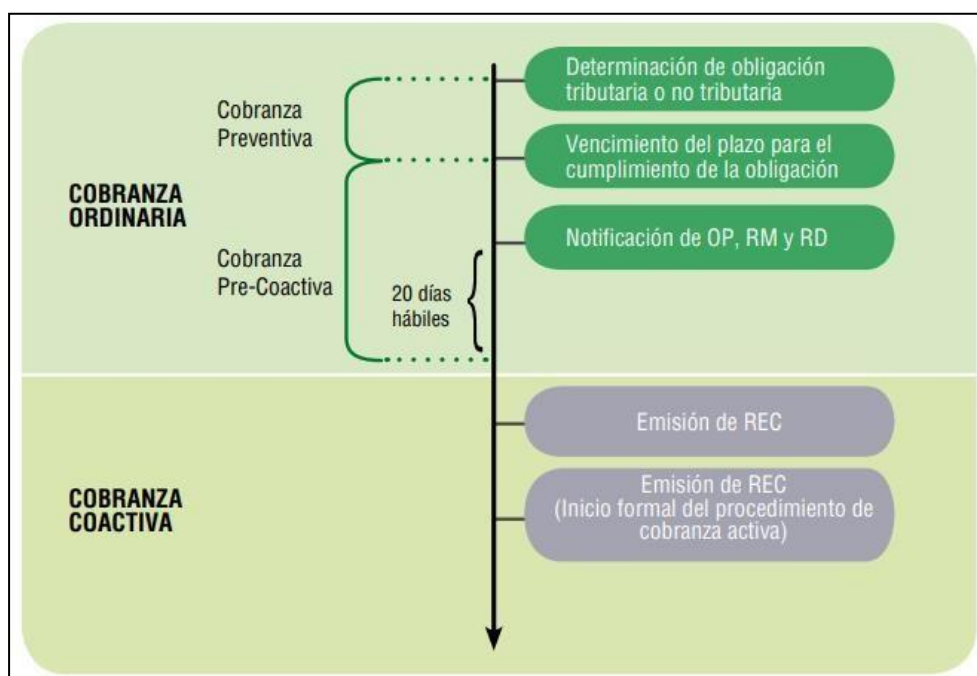 Determinación de obligación
tributaria o no tributaria
Cobranza
Preventiva
Vencimiento del plazo para el
cumplimiento de la obligación
COBRANZA
ORDINARIA
Notificación de OP, RM y RD
Cobranza
Pre-Coactiva
20 días
hábiles
Emisión de REC
COBRANZA
COACTIVA
Emisión de REC
(Inicio formal del procedimiento de
cobranza activa)